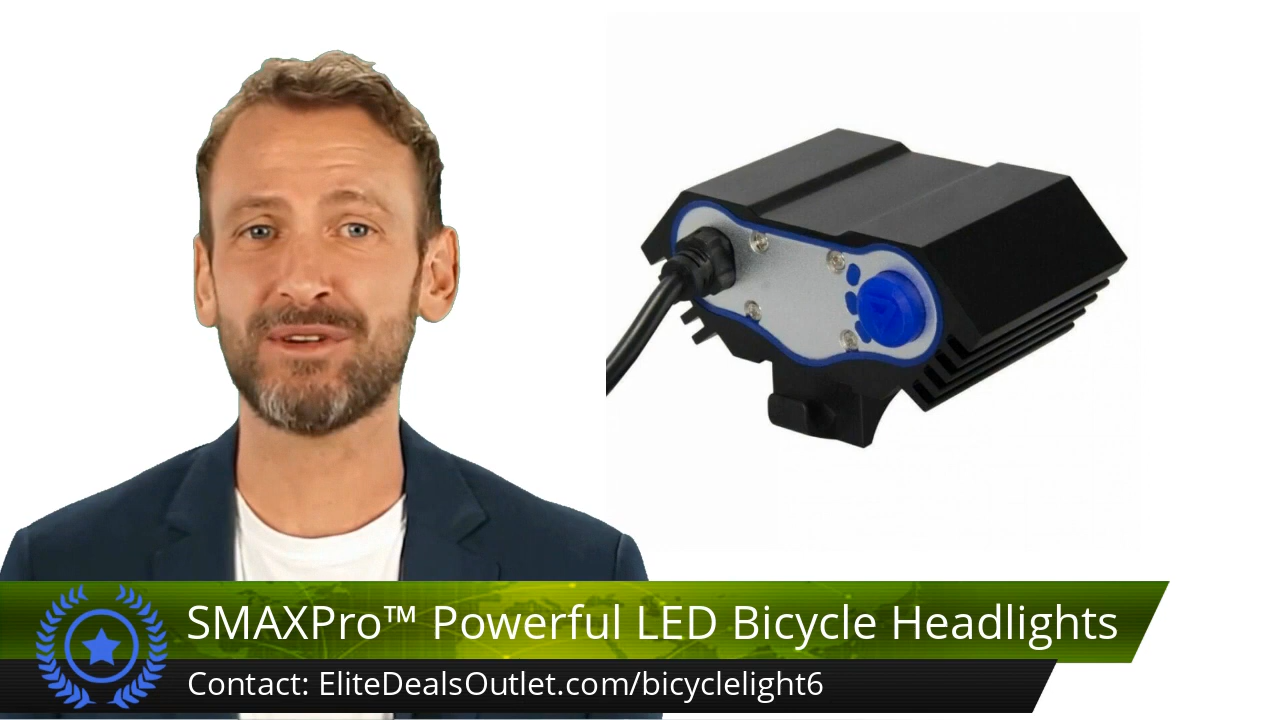 SMAXPro™ Powerful LED Bicycle Headlights
Contact: EliteDealsOutlet.com/bicyclelight6